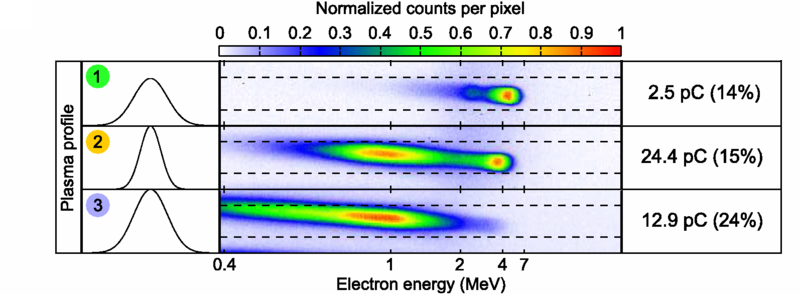 Normalized counts per pixel
0 0.1 0.2 0.3 0.4 0.5 0.6 0.7 0.8 0.9 1
Plasma profile
1
2.5 pC (14%)
2
24.4 pC (15%)
3
12.9 pC (24%)
0.4 1 2 4 7
Electron energy (MeV)